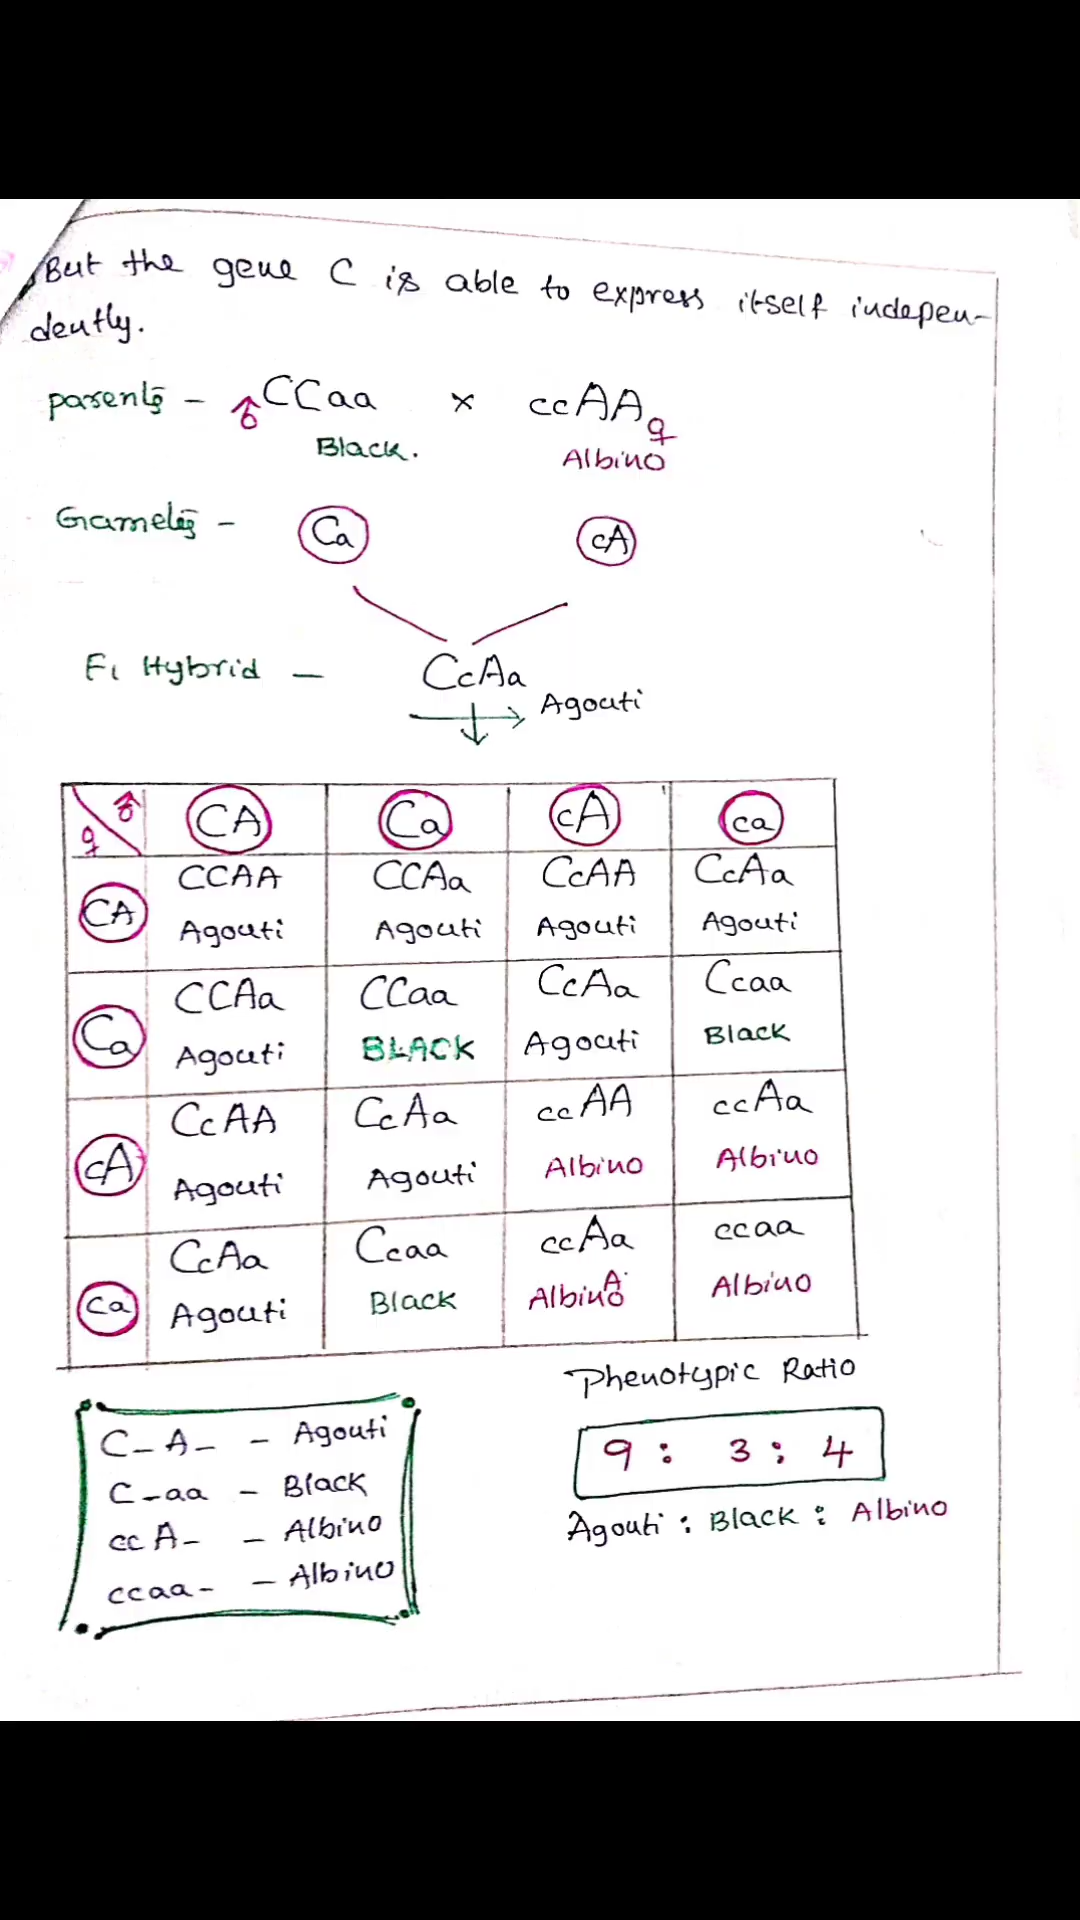 But the gene C is able to express itself indepen-
dently.
parents - ♂ CCaa × ccAA ♀
Black. Albino
Gametes - Ca cA
F1 Hybrid - CcAa
Agouti
♀ ♂ CA Ca cA ca
CA CCAA CCAa CcAA CcAa
Agouti Agouti Agouti Agouti
Ca CCAa CCaa CcAa Ccaa
Agouti BLACK Agouti Black
cA CcAA CcAa ccAA ccAa
Agouti Agouti Albino Albino
ca CcAa Ccaa ccAa ccaa
Agouti Black Albino Albino
Phenotypic Ratio
9 : 3 : 4
Agouti : Black : Albino
C-A- - Agouti
C-aa - Black
ccA- - Albino
ccaa- - Albino